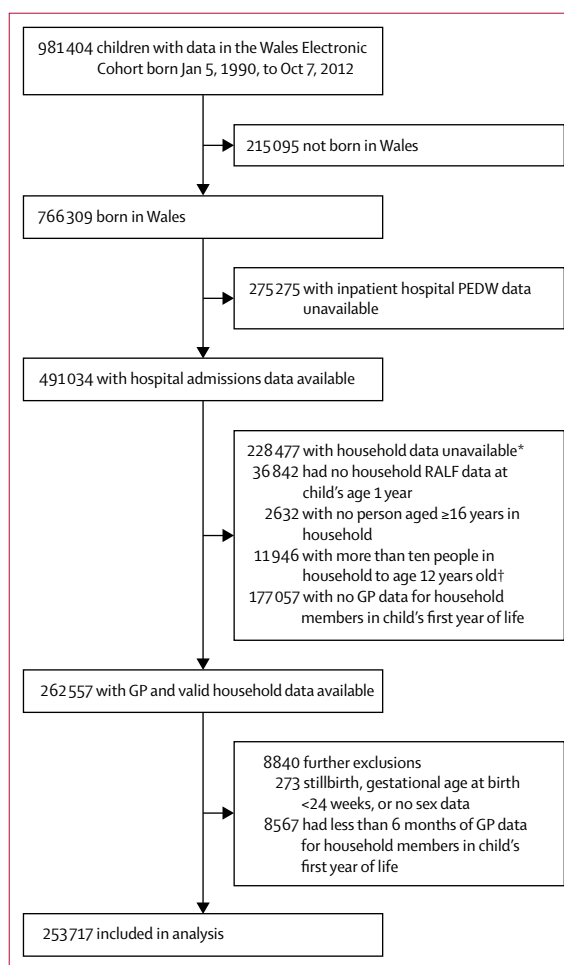 981 404 children with data in the Wales Electronic
Cohort born Jan 5, 1990, to Oct 7, 2012
215 095 not born in Wales
766 309 born in Wales
275 275 with inpatient hospital PEDW data
unavailable
491 034 with hospital admissions data available
228 477 with household data unavailable*
36 842 had no household RALF data at
child's age 1 year
2632 with no person aged ≥16 years in
household
11 946 with more than ten people in
household to age 12 years old†
177 057 with no GP data for household
members in child's first year of life
262 557 with GP and valid household data available
8840 further exclusions
273 stillbirth, gestational age at birth
<24 weeks, or no sex data
8567 had less than 6 months of GP data
for household members in child's
first year of life
253 717 included in analysis